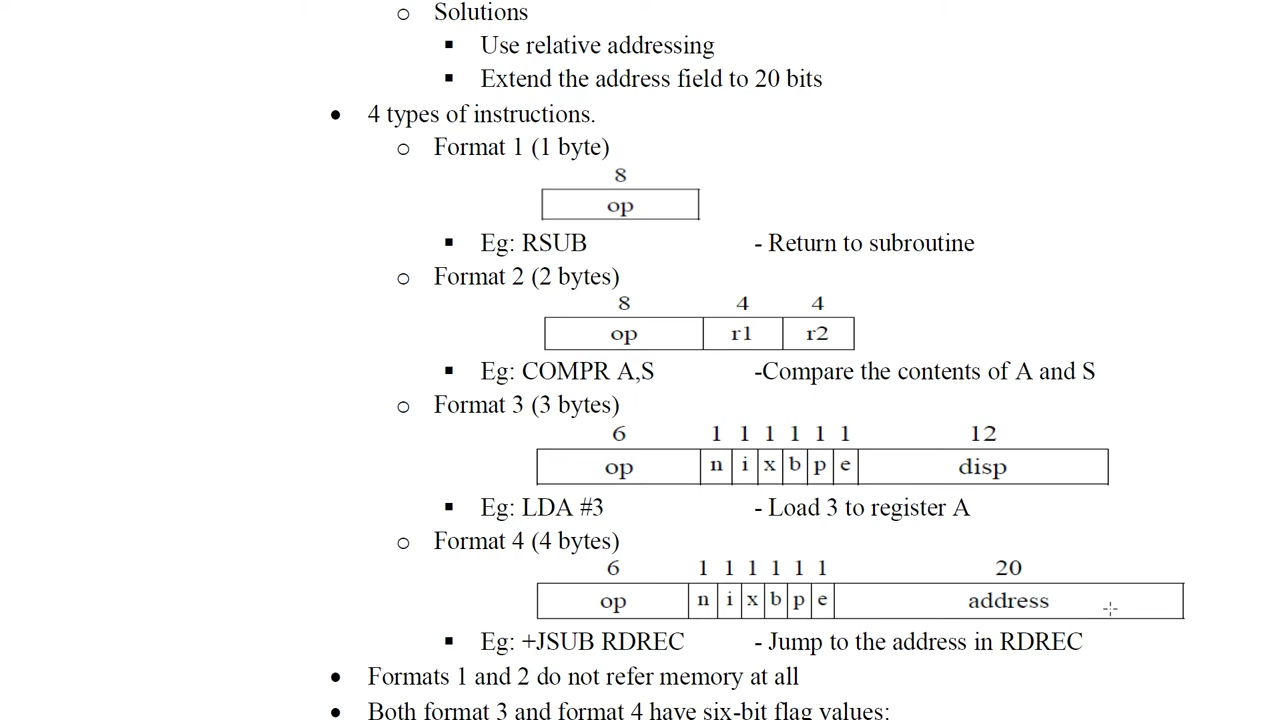 o Solutions
▪ Use relative addressing
▪ Extend the address field to 20 bits
• 4 types of instructions.
o Format 1 (1 byte)
8
op
▪ Eg: RSUB - Return to subroutine
o Format 2 (2 bytes)
8 4 4
op r1 r2
▪ Eg: COMPR A,S -Compare the contents of A and S
o Format 3 (3 bytes)
6 1 1 1 1 1 1 12
op n i x b p e disp
▪ Eg: LDA #3 - Load 3 to register A
o Format 4 (4 bytes)
6 1 1 1 1 1 1 20
op n i x b p e address
▪ Eg: +JSUB RDREC - Jump to the address in RDREC
• Formats 1 and 2 do not refer memory at all
• Both format 3 and format 4 have six-bit flag values: